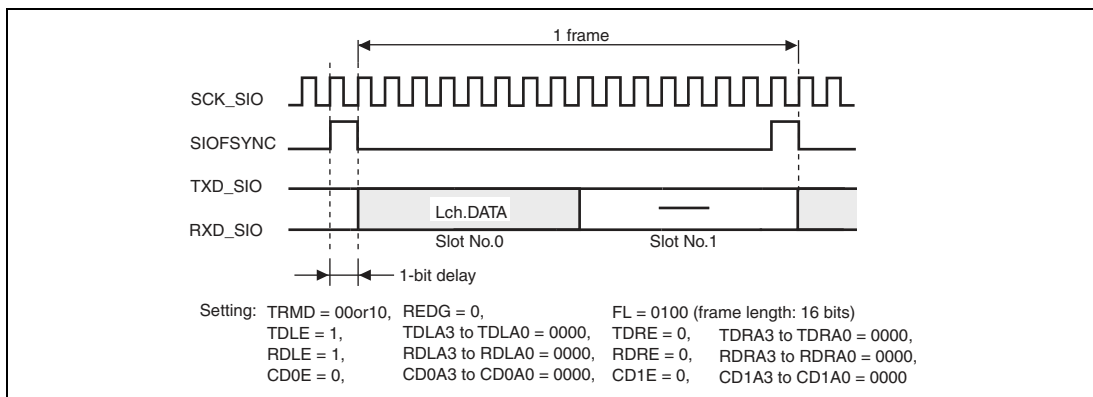 1 frame
SCK_SIO
SIOFSYNC
TXD_SIO
Lch.DATA
RXD_SIO
Slot No.0 Slot No.1
1-bit delay
Setting: TRMD = 00or10, REDG = 0, FL = 0100 (frame length: 16 bits)
TDLE = 1, TDLA3 to TDLA0 = 0000, TDRE = 0, TDRA3 to TDRA0 = 0000,
RDLE = 1, RDLA3 to RDLA0 = 0000, RDRE = 0, RDRA3 to RDRA0 = 0000,
CD0E = 0, CD0A3 to CD0A0 = 0000, CD1E = 0, CD1A3 to CD1A0 = 0000